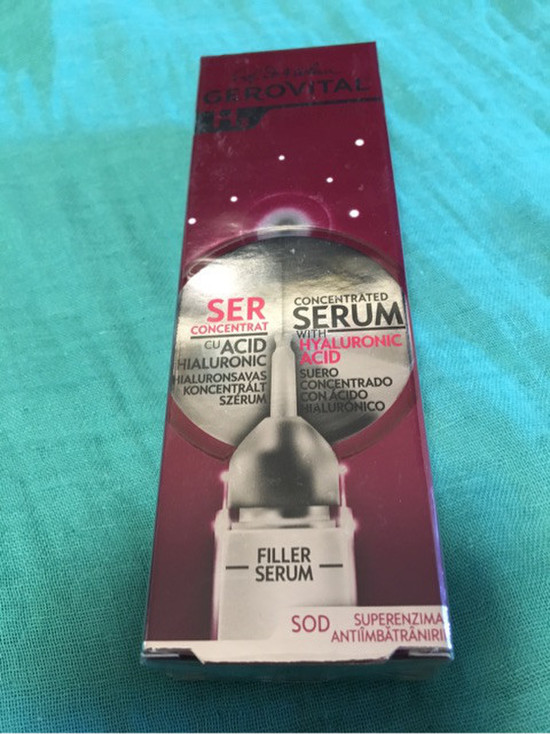 GEROVITAL
H3
SER
CONCENTRAT
CU ACID
HIALURONIC
HIALURONSAVAS
KONCENTRÁLT
SZÉRUM
CONCENTRATED
SERUM
WITH
HYALURONIC
ACID
SUERO
CONCENTRADO
CON ÁCIDO
HIALURÓNICO
FILLER
SERUM
SOD SUPERENZIMA
ANTIÎMBĂTRÂNIRII